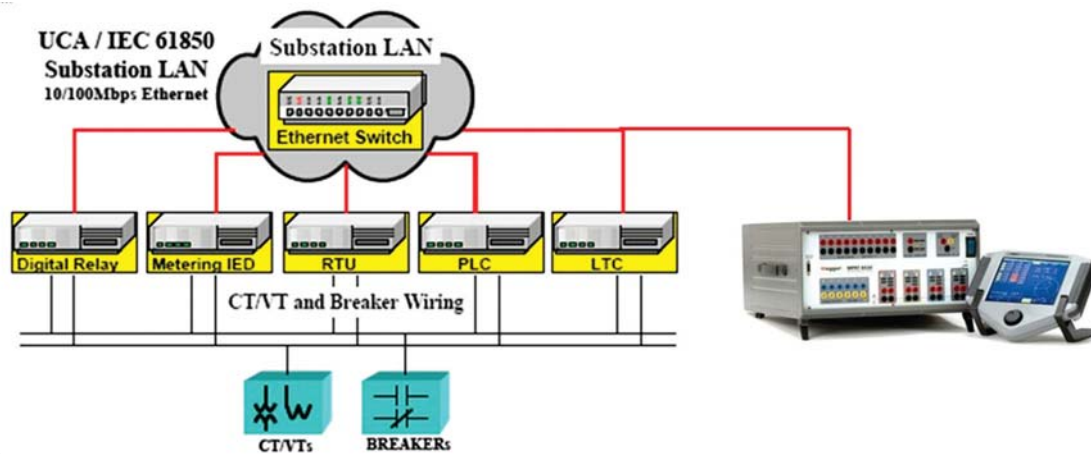 UCA / IEC 61850
Substation LAN
10/100Mbps Ethernet
Substation LAN
Ethernet Switch
Digital Relay
Metering IED
RTU
PLC
LTC
CT/VT and Breaker Wiring
CT/VTs
BREAKERs